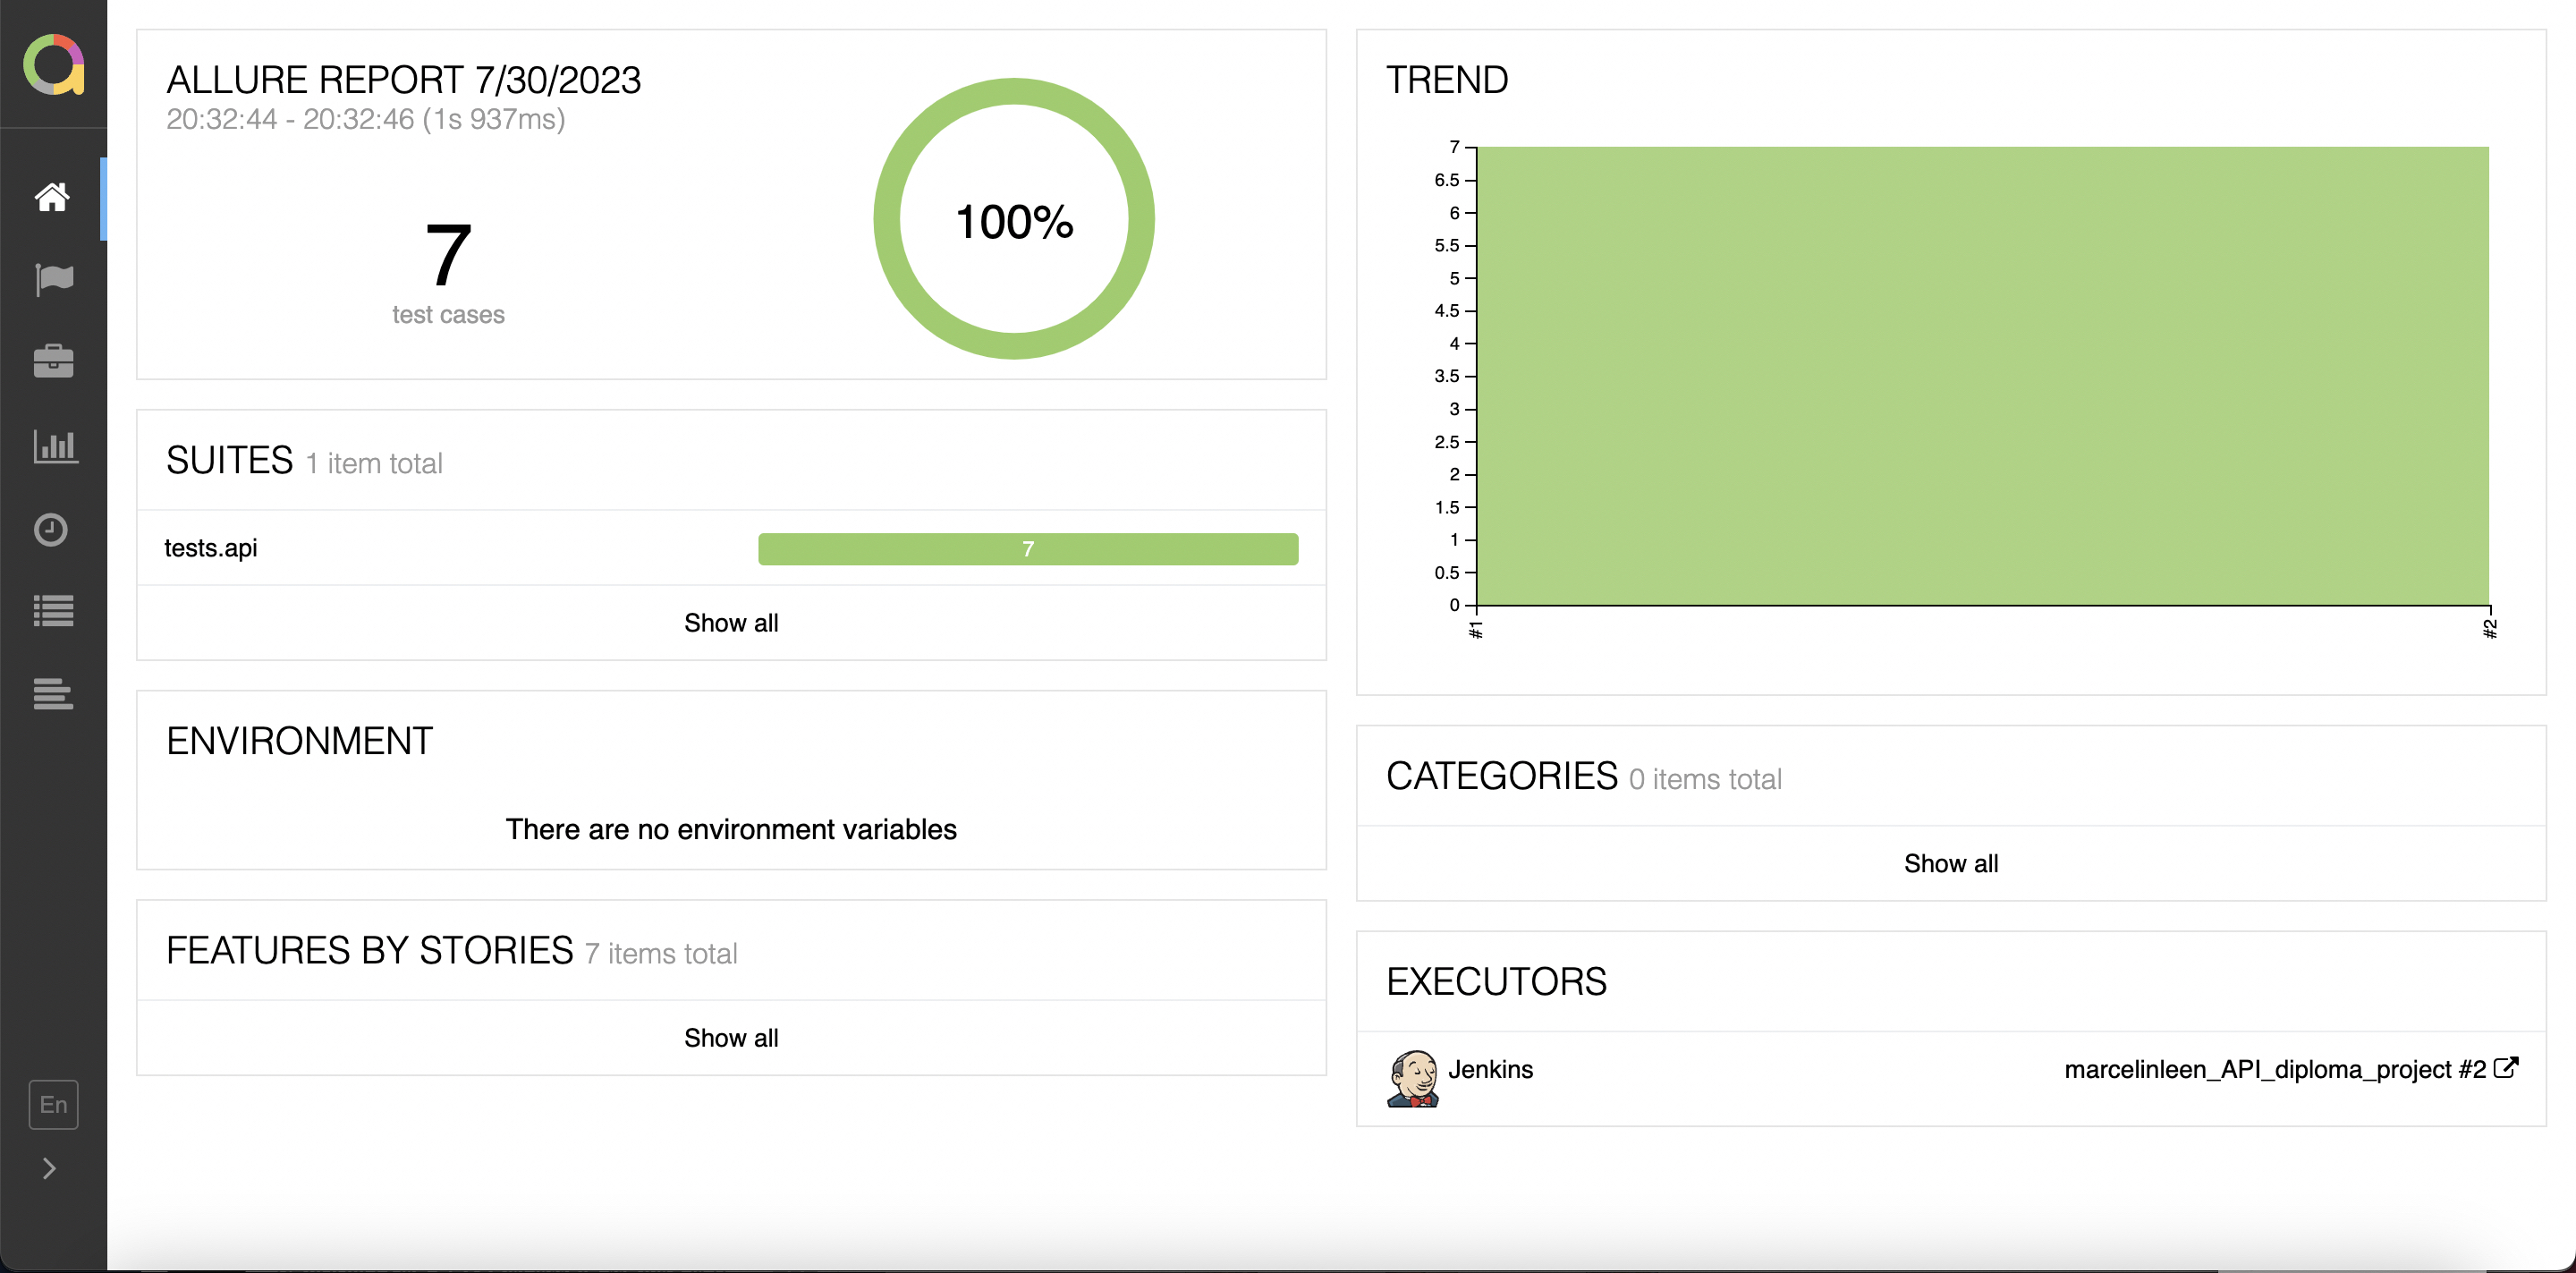 ALLURE REPORT 7/30/2023
20:32:44 - 20:32:46 (1s 937ms)
7
test cases
100%
SUITES 1 item total
tests.api 7
Show all
ENVIRONMENT
There are no environment variables
FEATURES BY STORIES 7 items total
Show all
En
TREND
7
6.5
6
5.5
5
4.5
4
3.5
3
2.5
2
1.5
1
0.5
0
#1
#2
CATEGORIES 0 items total
Show all
EXECUTORS
Jenkins marcelinleen_API_diploma_project #2